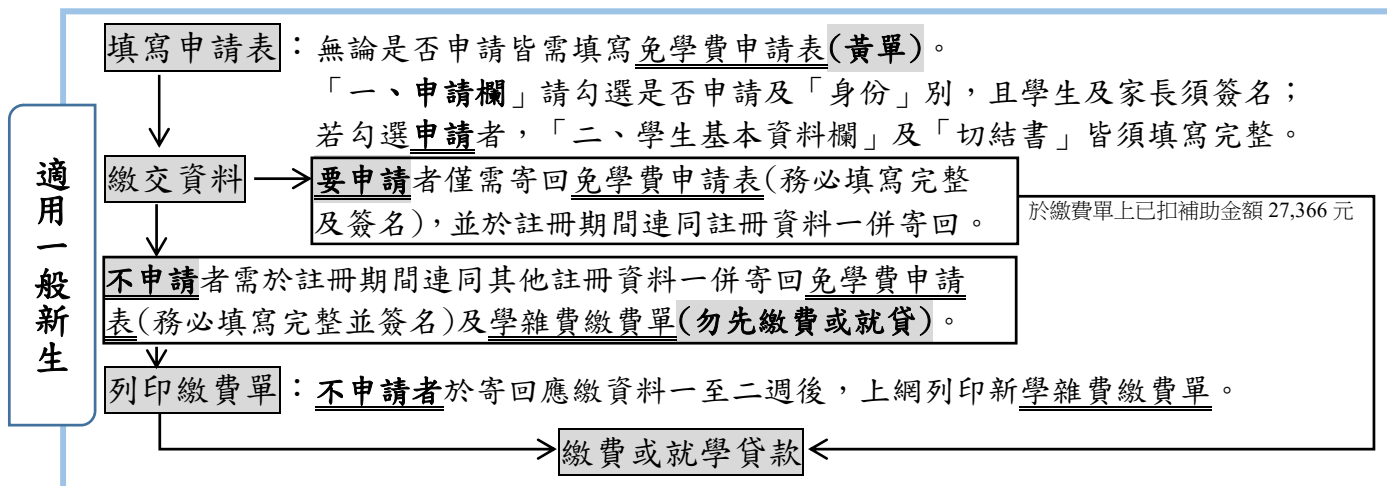 填寫申請表：無論是否申請皆需填寫免學費申請表(黃單)。
「一、申請欄」請勾選是否申請及「身份」別，且學生及家長須簽名；
若勾選申請者，「二、學生基本資料欄」及「切結書」皆須填寫完整。
適用一般新生
繳交資料
要申請者僅需寄回免學費申請表(務必填寫完整
及簽名)，並於註冊期間連同註冊資料一併寄回。
於繳費單上已扣補助金額 27,366 元
不申請者需於註冊期間連同其他註冊資料一併寄回免學費申請
表(務必填寫完整並簽名)及學雜費繳費單(勿先繳費或就貸)。
列印繳費單：不申請者於寄回應繳資料一至二週後，上網列印新學雜費繳費單。
繳費或就學貸款